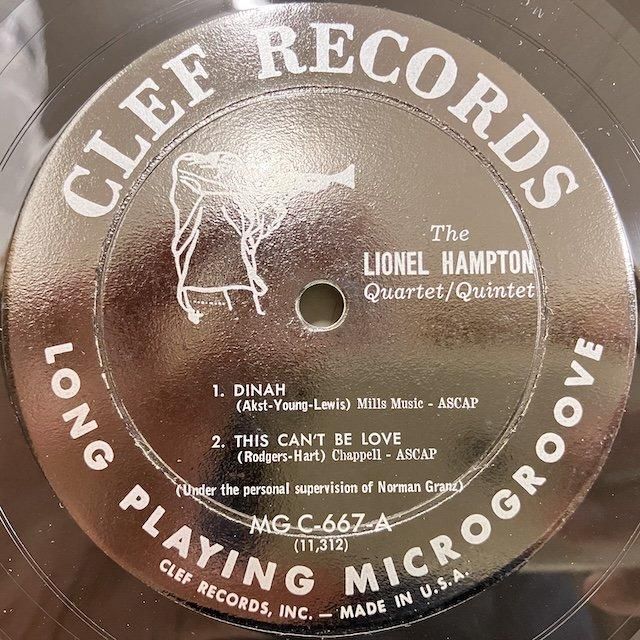 CLEF RECORDS
The
LIONEL HAMPTON
Quartet/Quintet
1. DINAH
(Akst-Young-Lewis) Mills Music - ASCAP
2. THIS CAN'T BE LOVE
(Rodgers-Hart) Chappell - ASCAP
(Under the personal supervision of Norman Granz)
MG C-667-A
(11,312)
LONG PLAYING MICROGROOVE
CLEF RECORDS, INC. — MADE IN U.S.A.